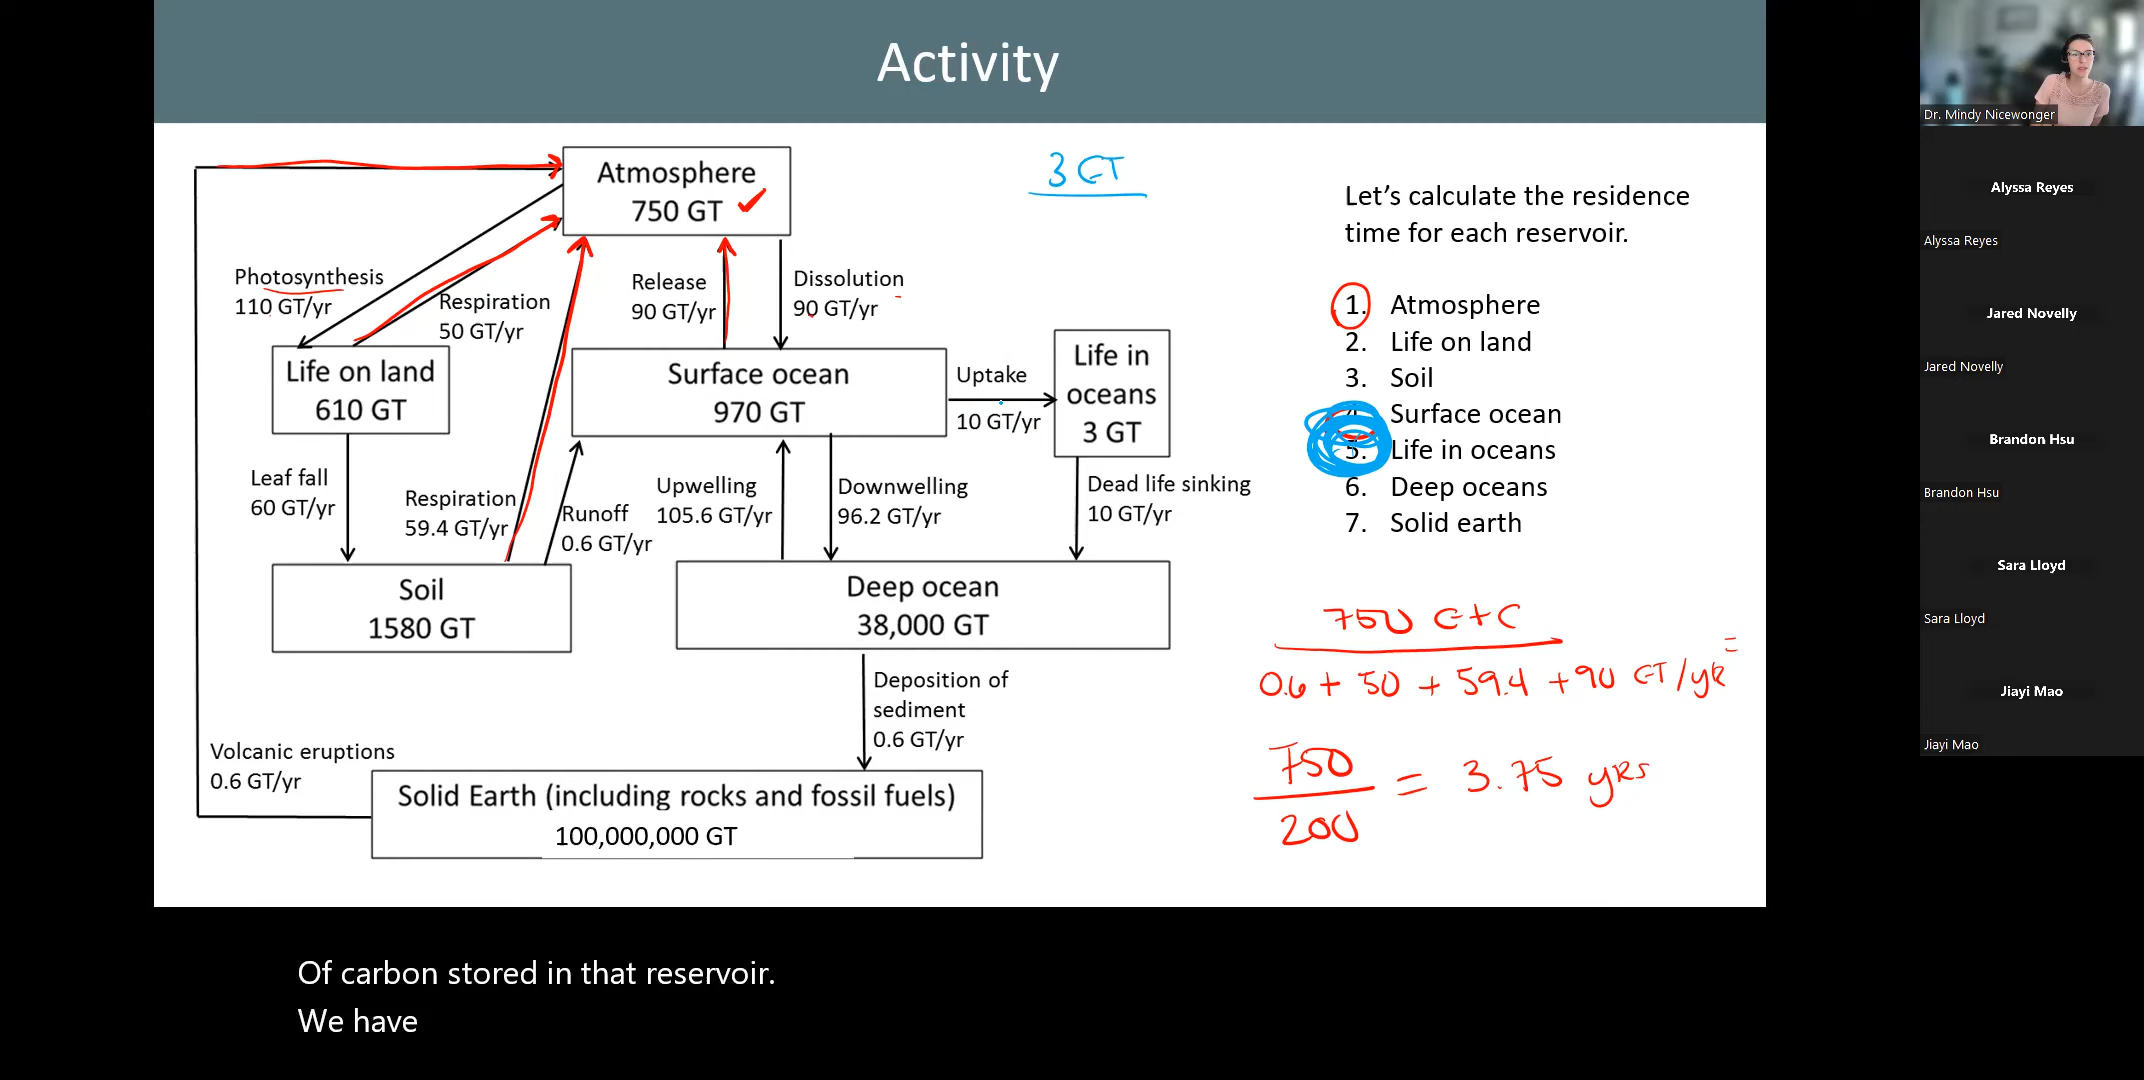 Activity
Atmosphere
750 GT
3 GT
Photosynthesis
110 GT/yr
Respiration
50 GT/yr
Release
90 GT/yr
Dissolution
90 GT/yr
Life on land
610 GT
Surface ocean
970 GT
Uptake
10 GT/yr
Life in
oceans
3 GT
Leaf fall
60 GT/yr
Respiration
59.4 GT/yr
Runoff
0.6 GT/yr
Upwelling
105.6 GT/yr
Downwelling
96.2 GT/yr
Dead life sinking
10 GT/yr
Soil
1580 GT
Deep ocean
38,000 GT
Deposition of
sediment
0.6 GT/yr
Volcanic eruptions
0.6 GT/yr
Solid Earth (including rocks and fossil fuels)
100,000,000 GT
Let’s calculate the residence
time for each reservoir.
1. Atmosphere
2. Life on land
3. Soil
4. Surface ocean
5. Life in oceans
6. Deep oceans
7. Solid earth
750 GtC
0.6 + 50 + 59.4 + 90 GT/yR =
750
200
= 3.75 yRs
Of carbon stored in that reservoir.
We have
Dr. Mindy Nicewonger
Alyssa Reyes
Alyssa Reyes
Jared Novelly
Jared Novelly
Brandon Hsu
Brandon Hsu
Sara Lloyd
Sara Lloyd
Jiayi Mao
Jiayi Mao